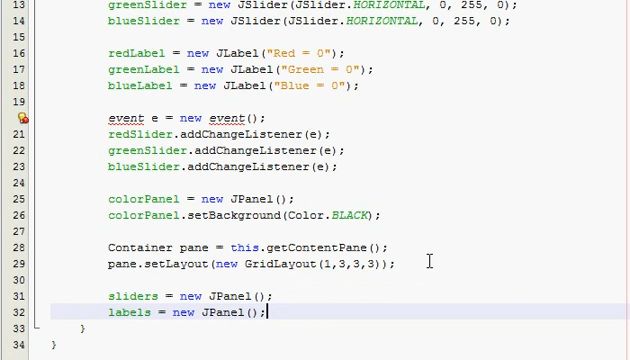 13 greenSlider = new JSlider(JSlider.HORIZONTAL, 0, 255, 0);
14 blueSlider = new JSlider(JSlider.HORIZONTAL, 0, 255, 0);
15
16 redLabel = new JLabel("Red = 0");
17 greenLabel = new JLabel("Green = 0");
18 blueLabel = new JLabel("Blue = 0");
19
event e = new event();
21 redSlider.addChangeListener(e);
22 greenSlider.addChangeListener(e);
23 blueSlider.addChangeListener(e);
24
25 colorPanel = new JPanel();
26 colorPanel.setBackground(Color.BLACK);
27
28 Container pane = this.getContentPane();
29 pane.setLayout(new GridLayout(1,3,3,3));
30
31 sliders = new JPanel();
32 labels = new JPanel();
33 }
34 }